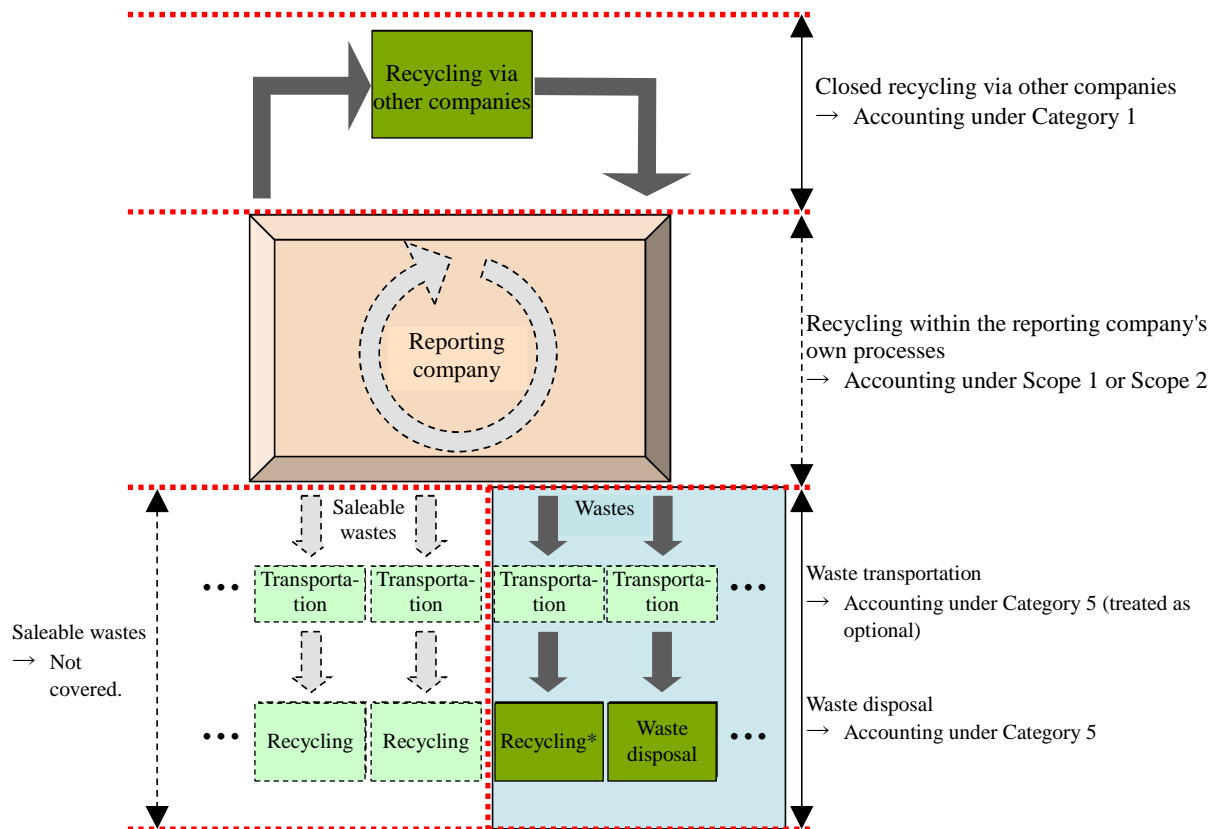 Recycling via
other companies
Closed recycling via other companies
→ Accounting under Category 1
Reporting
company
Recycling within the reporting company's
own processes
→ Accounting under Scope 1 or Scope 2
Saleable
wastes
Wastes
•••
Transporta-
tion
Transporta-
tion
Transporta-
tion
Transporta-
tion
•••
Waste transportation
→ Accounting under Category 5 (treated as
optional)
Saleable wastes
→ Not
covered.
•••
Recycling
Recycling
Recycling*
Waste
disposal
•••
Waste disposal
→ Accounting under Category 5